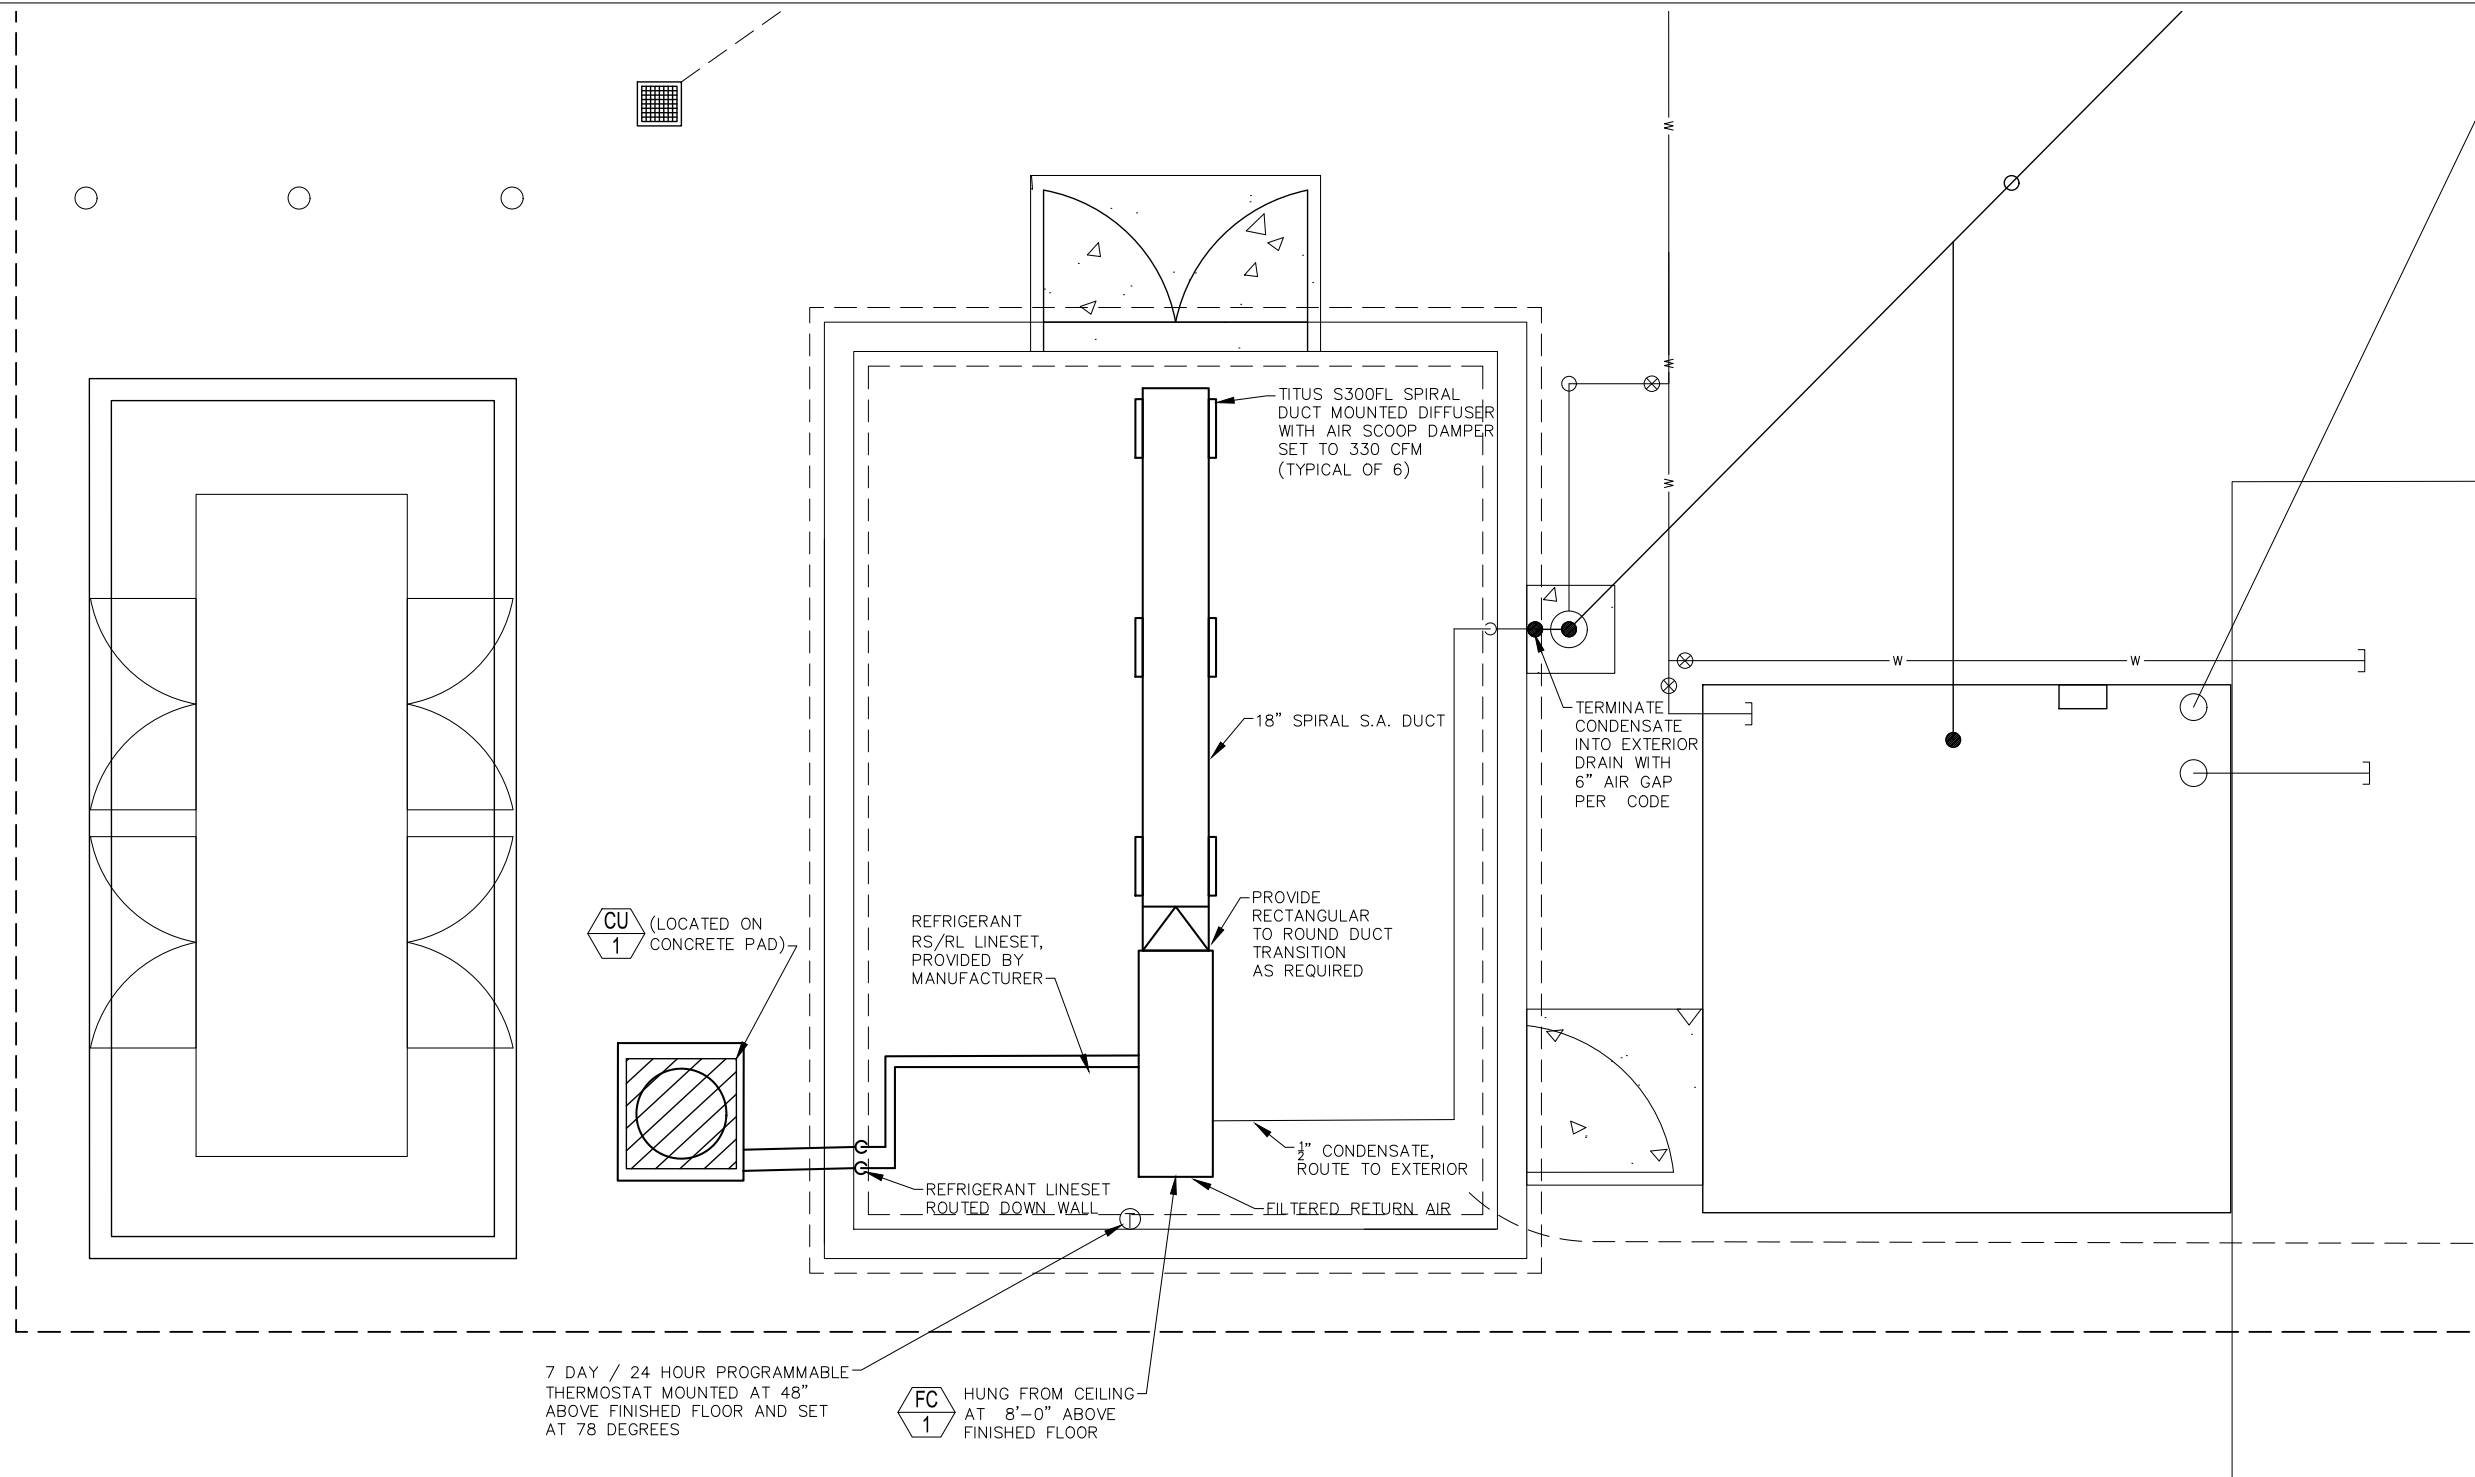 W
W
W
W
W
TITUS S300FL SPIRAL
DUCT MOUNTED DIFFUSER
WITH AIR SCOOP DAMPER
SET TO 330 CFM
(TYPICAL OF 6)
18" SPIRAL S.A. DUCT
TERMINATE
CONDENSATE
INTO EXTERIOR
DRAIN WITH
6" AIR GAP
PER CODE
PROVIDE
RECTANGULAR
TO ROUND DUCT
TRANSITION
AS REQUIRED
CU
1
(LOCATED ON
CONCRETE PAD)
REFRIGERANT
RS/RL LINESET,
PROVIDED BY
MANUFACTURER
½" CONDENSATE,
ROUTE TO EXTERIOR
REFRIGERANT LINESET
ROUTED DOWN WALL
FILTERED RETURN AIR
T
7 DAY / 24 HOUR PROGRAMMABLE
THERMOSTAT MOUNTED AT 48"
ABOVE FINISHED FLOOR AND SET
AT 78 DEGREES
FC
1
HUNG FROM CEILING
AT 8'-0" ABOVE
FINISHED FLOOR